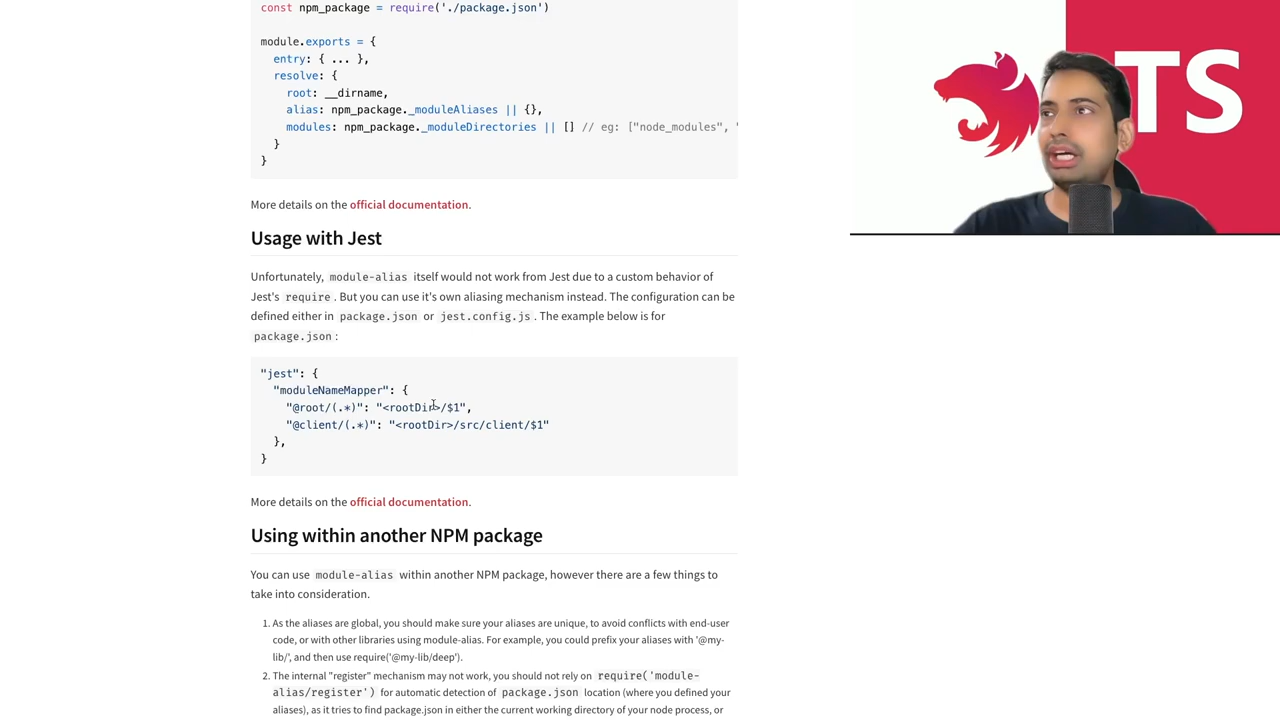 const npm_package = require('./package.json')
module.exports = {
entry: { ... },
resolve: {
root: __dirname,
alias: npm_package._moduleAliases || {},
modules: npm_package._moduleDirectories || [] // eg: ["node_modules", "
}
}
More details on the official documentation.
Usage with Jest
Unfortunately, module-alias itself would not work from Jest due to a custom behavior of
Jest's require. But you can use it's own aliasing mechanism instead. The configuration can be
defined either in package.json or jest.config.js. The example below is for
package.json:
"jest": {
"moduleNameMapper": {
"@root/(.*)": "<rootDir>/$1",
"@client/(.*)": "<rootDir>/src/client/$1"
},
}
More details on the official documentation.
Using within another NPM package
You can use module-alias within another NPM package, however there are a few things to
take into consideration.
1. As the aliases are global, you should make sure your aliases are unique, to avoid conflicts with end-user
code, or with other libraries using module-alias. For example, you could prefix your aliases with '@my-
lib/', and then use require('@my-lib/deep').
2. The internal "register" mechanism may not work, you should not rely on require('module-
alias/register') for automatic detection of package.json location (where you defined your
aliases), as it tries to find package.json in either the current working directory of your node process, or
TS